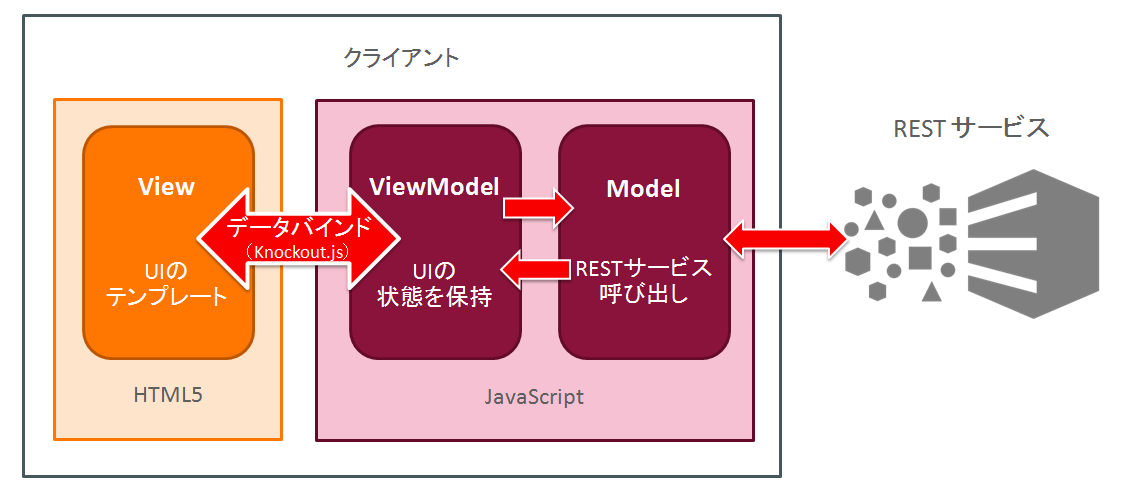 クライアント
REST サービス
View
UIの
テンプレート
HTML5
データバインド
(Knockout.js)
ViewModel
UIの
状態を保持
Model
RESTサービス
呼び出し
JavaScript